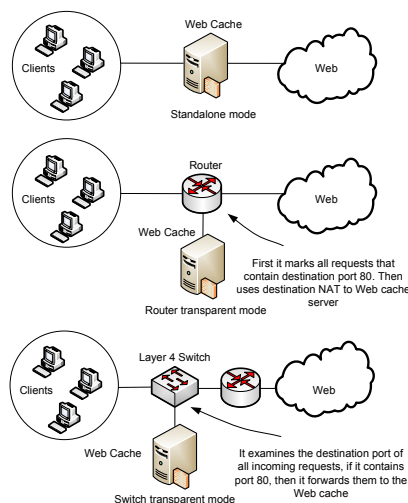 Web Cache
Clients
Web
Standalone mode
Router
Clients
Web
Web Cache
First it marks all requests that
contain destination port 80. Then
uses destination NAT to Web cache
server
Router transparent mode
Layer 4 Switch
Clients
Web
Web Cache
It examines the destination port of
all incoming requests, if it contains
port 80, then it forwards them to the
Web cache
Switch transparent mode